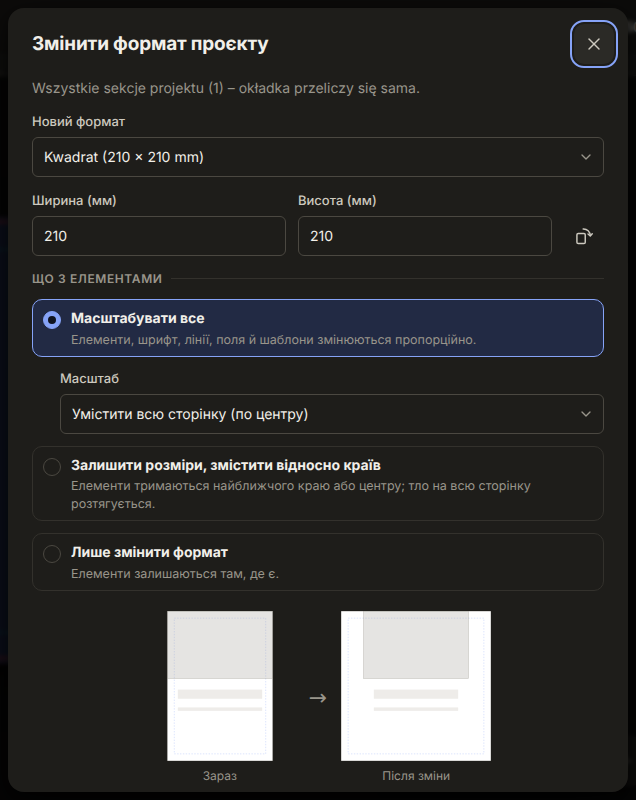 Змінити формат проєкту
Wszystkie sekcje projektu (1) – okładka przeliczy się sama.
Новий формат
Kwadrat (210 × 210 mm)
Ширина (мм)
Висота (мм)
210
210
ЩО З ЕЛЕМЕНТАМИ
Масштабувати все
Елементи, шрифт, лінії, поля й шаблони змінюються пропорційно.
Масштаб
Умістити всю сторінку (по центру)
Залишити розміри, змістити відносно країв
Елементи тримаються найближчого краю або центру; тло на всю сторінку
розтягується.
Лише змінити формат
Елементи залишаються там, де є.
Зараз
Після зміни